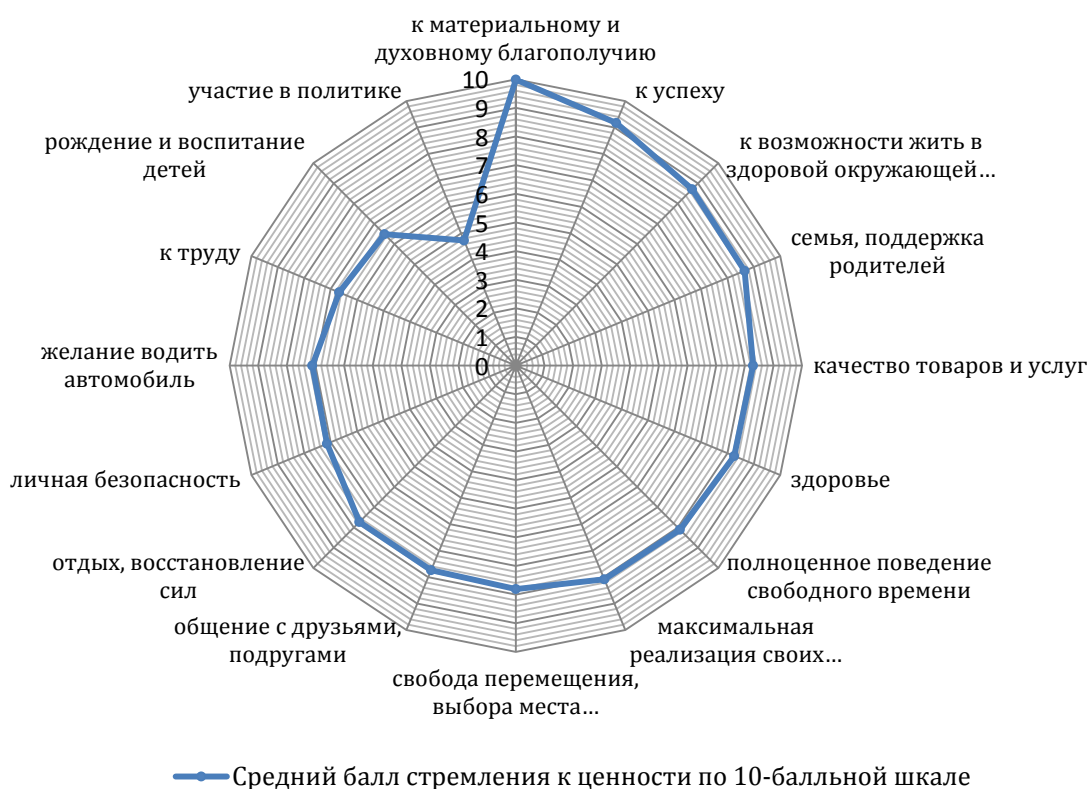 к материальному и
духовному благополучию
к успеху
к возможности жить в
здоровой окружающей…
семья, поддержка
родителей
качество товаров и услуг
здоровье
полноценное поведение
свободного времени
максимальная
реализация своих…
свобода перемещения,
выбора места…
общение с друзьями,
подругами
отдых, восстановление
сил
личная безопасность
желание водить
автомобиль
к труду
рождение и воспитание
детей
участие в политике
10
9
8
7
6
5
4
3
2
1
0
Средний балл стремления к ценности по 10-балльной шкале